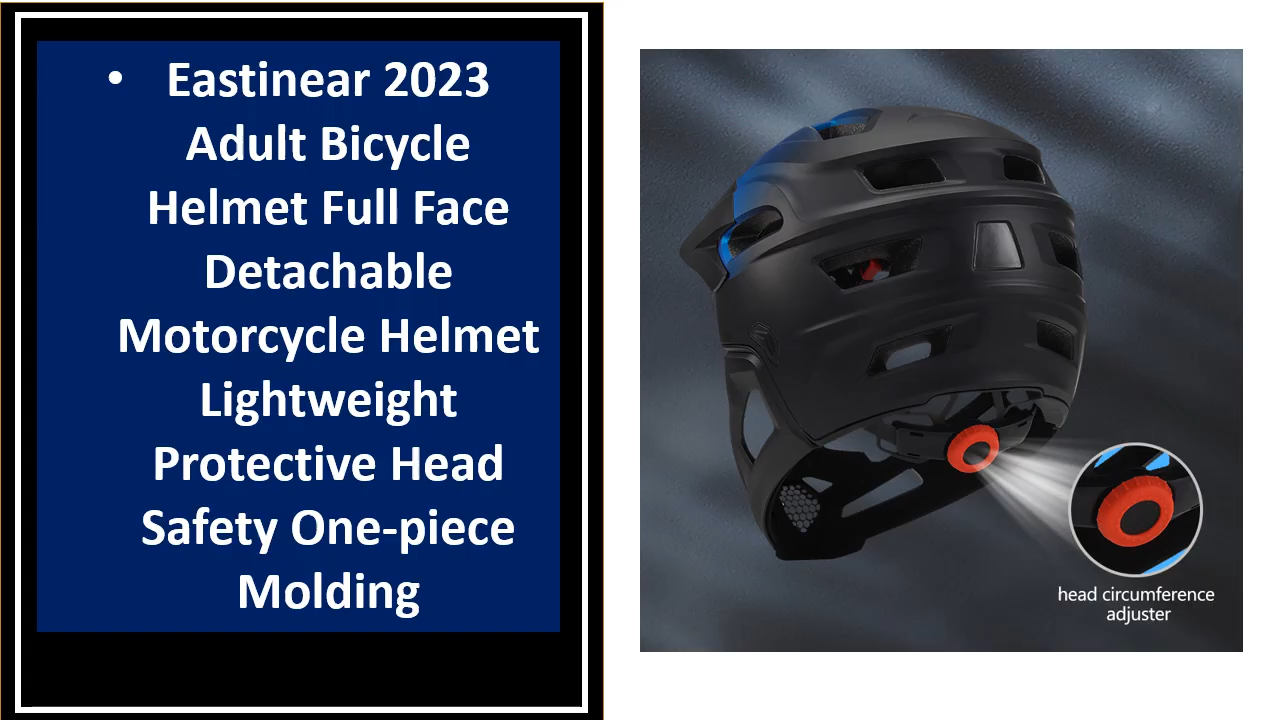 • Eastinear 2023
Adult Bicycle
Helmet Full Face
Detachable
Motorcycle Helmet
Lightweight
Protective Head
Safety One-piece
Molding
head circumference
adjuster